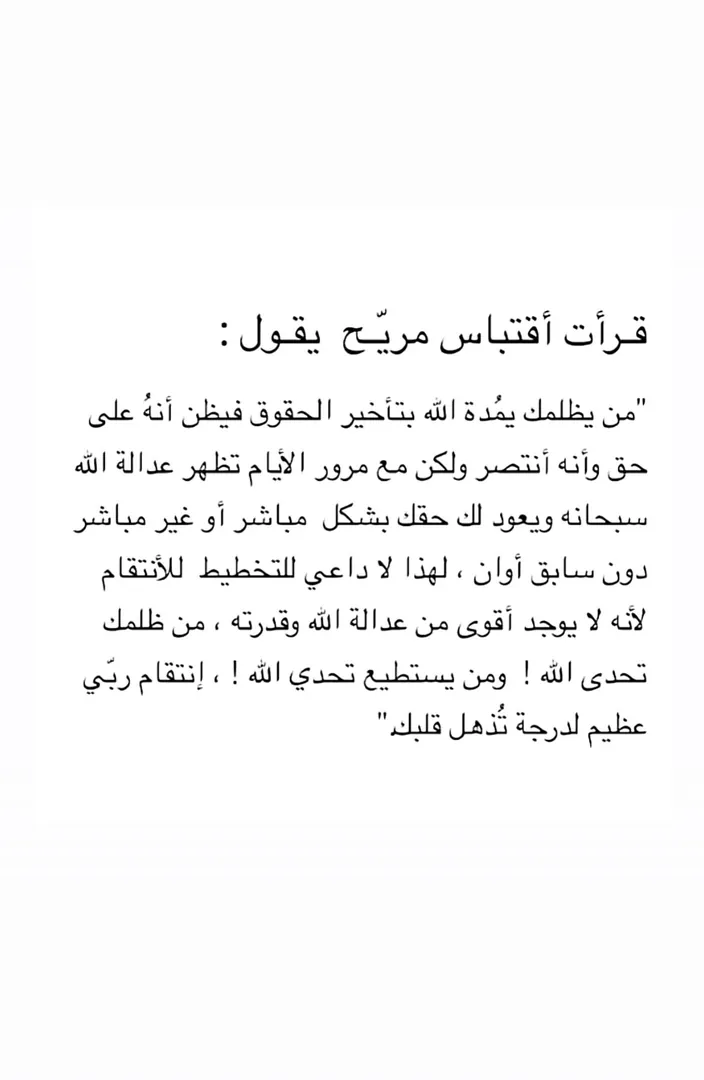 قـرأت أقتباس مريّـح يقـول :
"من يظلمك يمُدة الله بتأخير الحقوق فيظن أنهُ على
حق وأنه أنتصر ولكن مع مرور الأيام تظهر عدالة الله
سبحانه ويعود لك حقك بشكل مباشر أو غير مباشر
دون سابق أوان ، لهذا لا داعي للتخطيط للأنتقام
لأنه لا يوجد أقوى من عدالة الله وقدرته ، من ظلمك
تحدى الله ! ومن يستطيع تحدي الله ! ، إنتقام ربّي
عظيم لدرجة تُذهل قلبك."